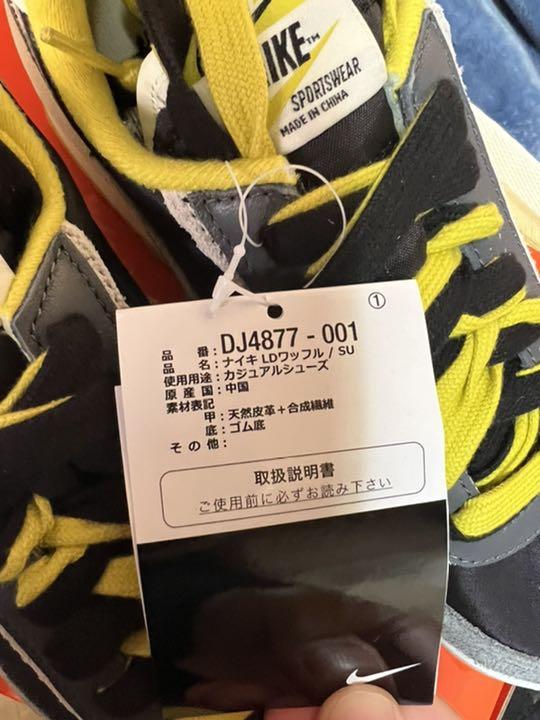 IKE™
SPORTSWEAR
MADE IN CHINA
①
品 番:DJ4877-001
品 名:ナイキ LDワッフル / SU
使用用途:カジュアルシューズ
原 産 国:中国
素材表記
甲:天然皮革+合成繊維
底:ゴム底
そ の 他:
取扱説明書
ご使用前に必ずお読み下さい